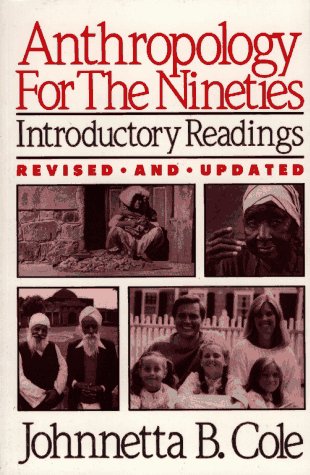 Anthropology
For The Nineties
Introductory Readings
REVISED • AND • UPDATED
Johnnetta B. Cole